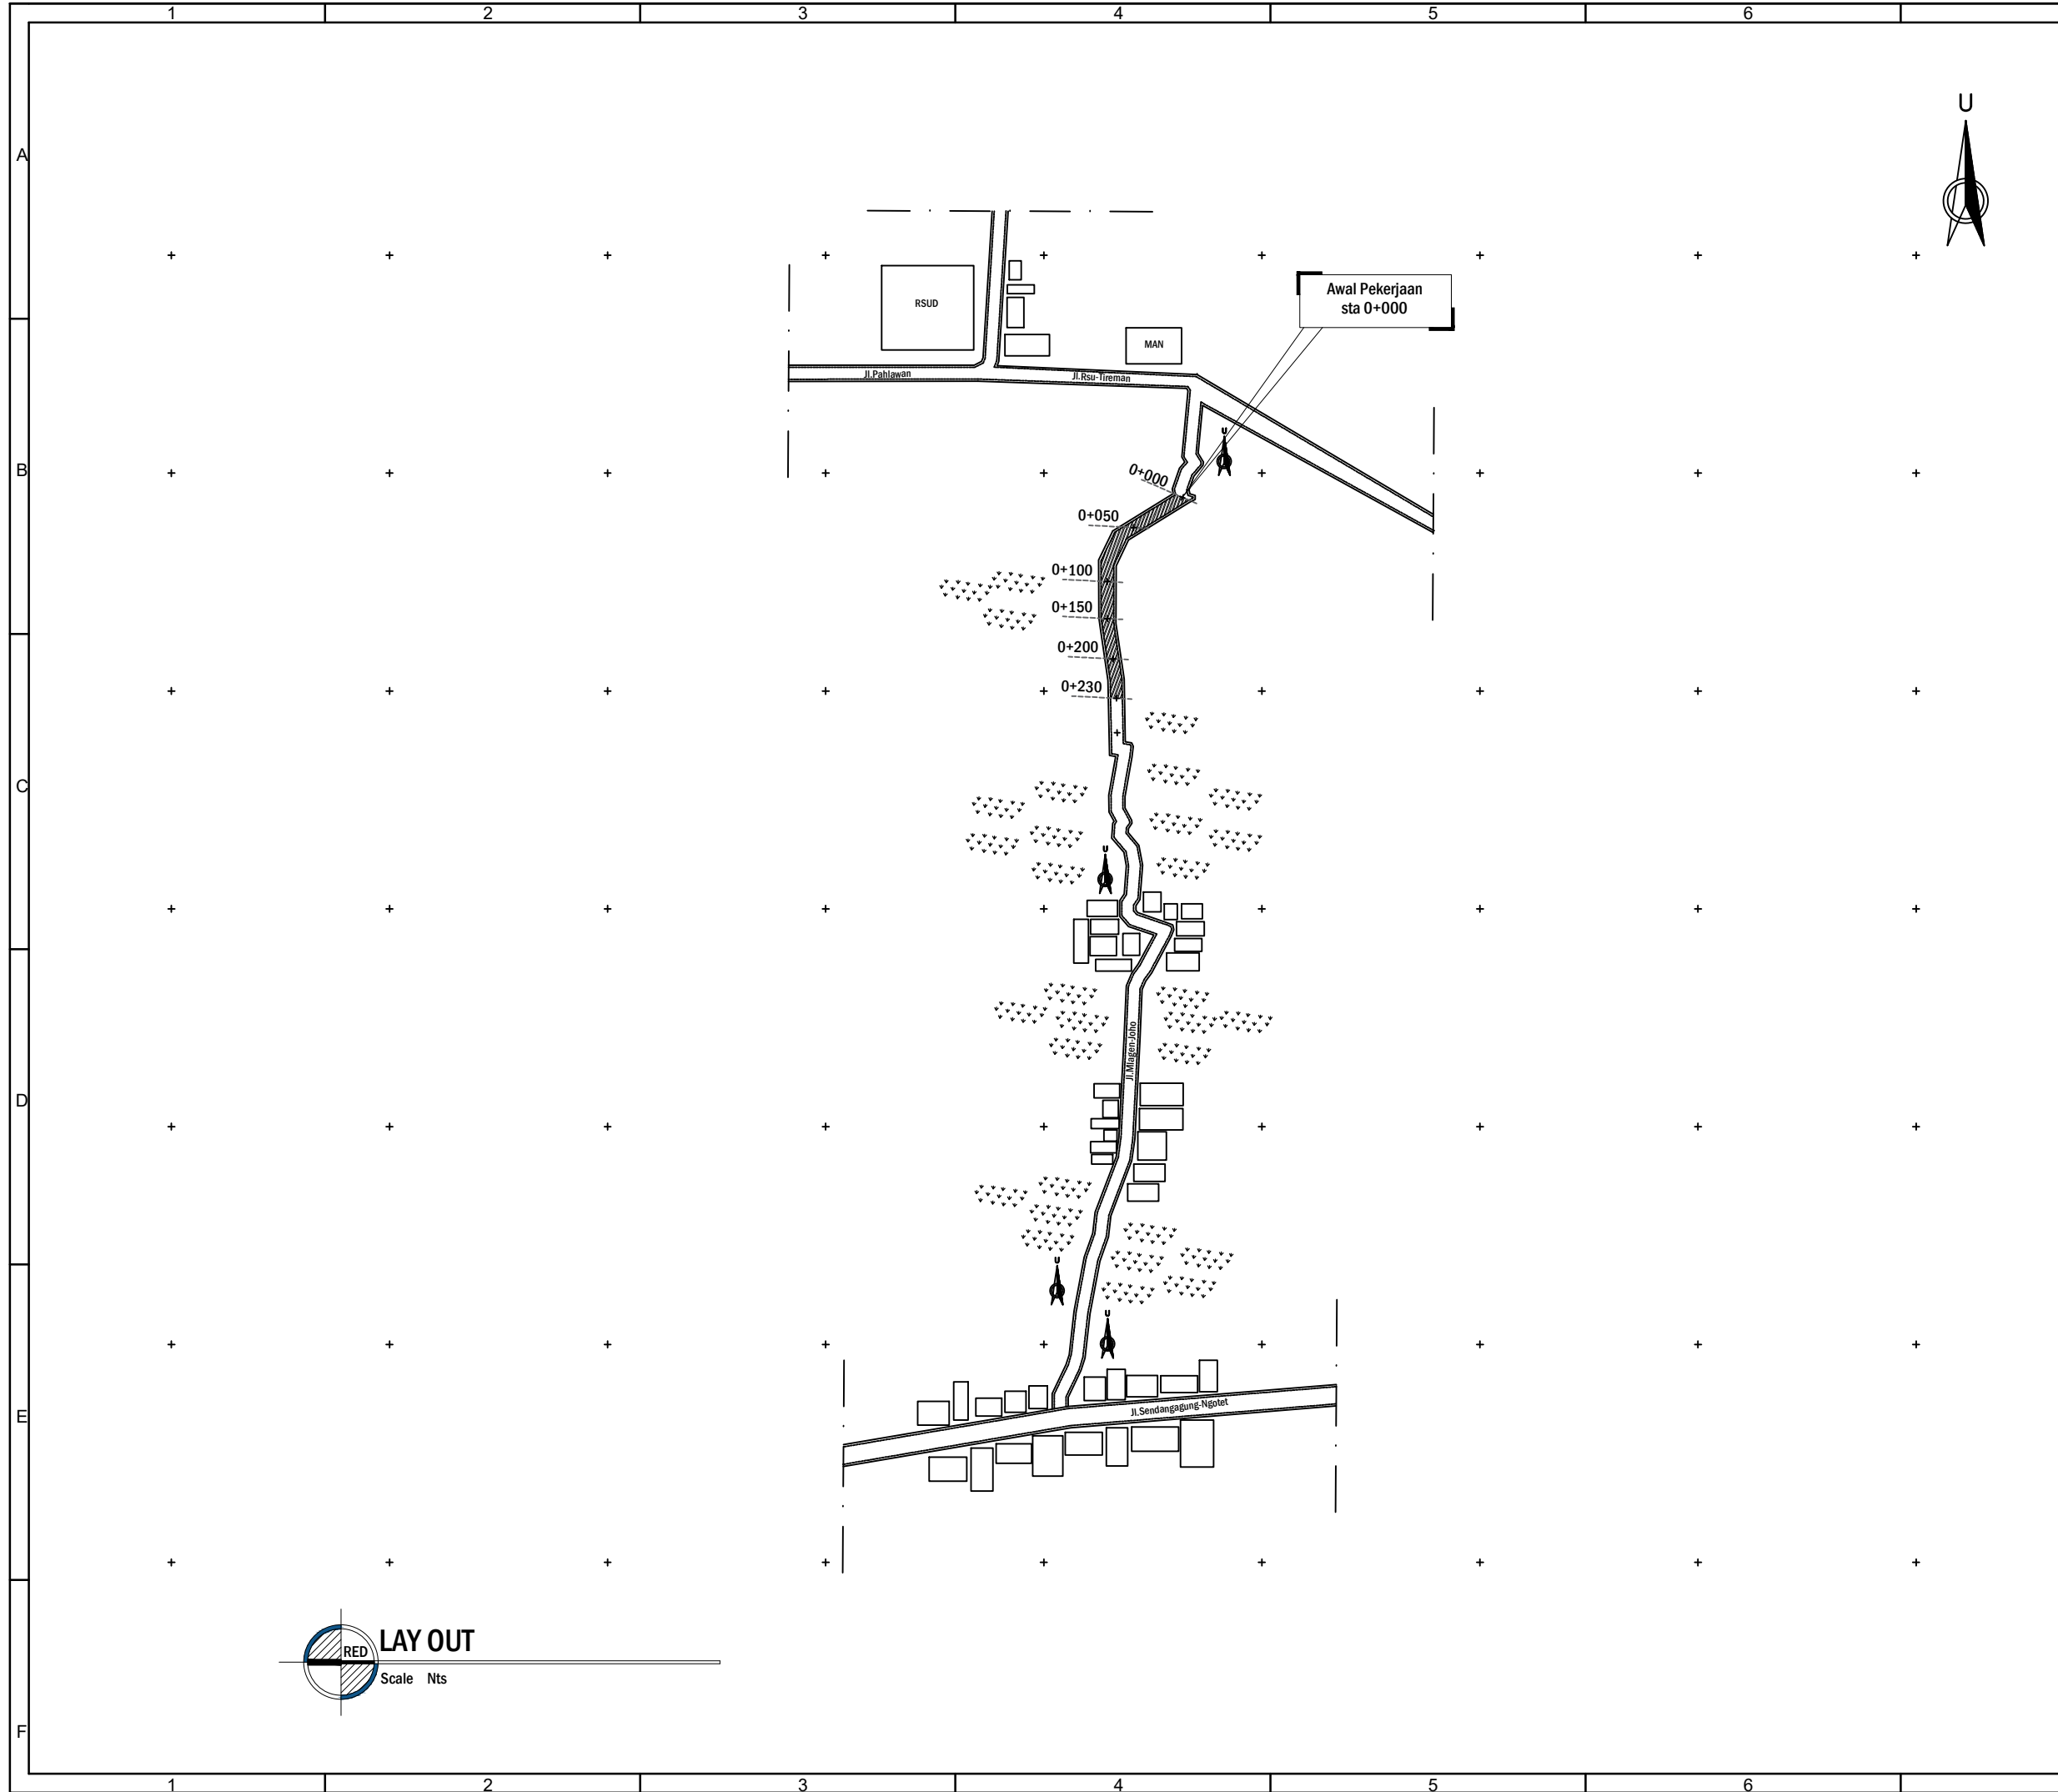 1 2 3 4 5 6
U
A
RSUD
Awal Pekerjaan
sta 0+000
MAN
Jl.Pahlawan
Jl.Rsu-Tireman
U
B
0+000
0+050
0+100
0+150
0+200
0+230
C
U
Jl.Mlagen-Joho
D
U
U
E
Jl.Sendangagung-Ngotet
RED
LAY OUT
Scale Nts
F
1 2 3 4 5 6